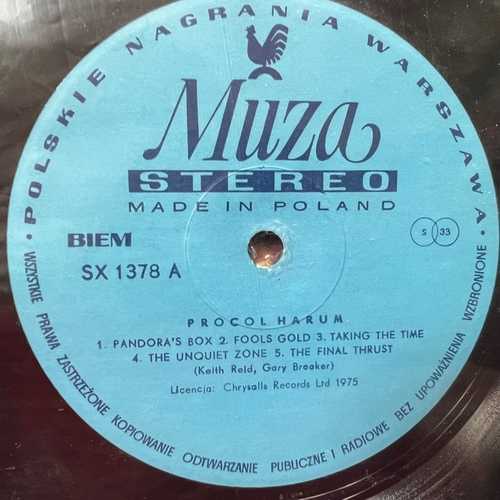 POLSKIE NAGRANIA WARSZAWA
Muza
STEREO
MADE IN POLAND
BIEM
S 33
SX 1378 A
PROCOL HARUM
1. PANDORA'S BOX 2. FOOLS GOLD 3. TAKING THE TIME
4. THE UNQUIET ZONE 5. THE FINAL THRUST
(Keith Reid, Gary Breaker)
Licencja: Chrysalls Records Ltd 1975
WSZYSTKIE PRAWA ZASTRZEŻONE KOPIOWANIE ODTWARZANIE PUBLICZNE I RADIOWE BEZ UPOWAŻNIENIA WZBRONIONE